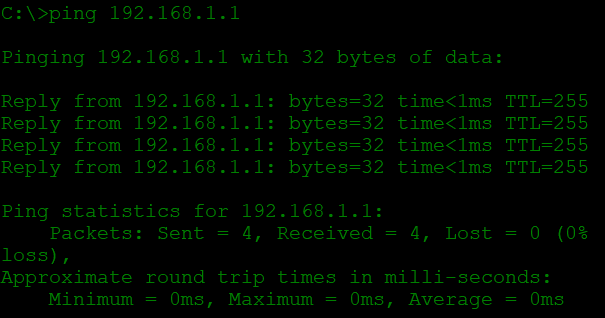 C:\>ping 192.168.1.1
Pinging 192.168.1.1 with 32 bytes of data:
Reply from 192.168.1.1: bytes=32 time<1ms TTL=255
Reply from 192.168.1.1: bytes=32 time<1ms TTL=255
Reply from 192.168.1.1: bytes=32 time<1ms TTL=255
Reply from 192.168.1.1: bytes=32 time<1ms TTL=255
Ping statistics for 192.168.1.1:
    Packets: Sent = 4, Received = 4, Lost = 0 (0%
loss),
Approximate round trip times in milli-seconds:
    Minimum = 0ms, Maximum = 0ms, Average = 0ms